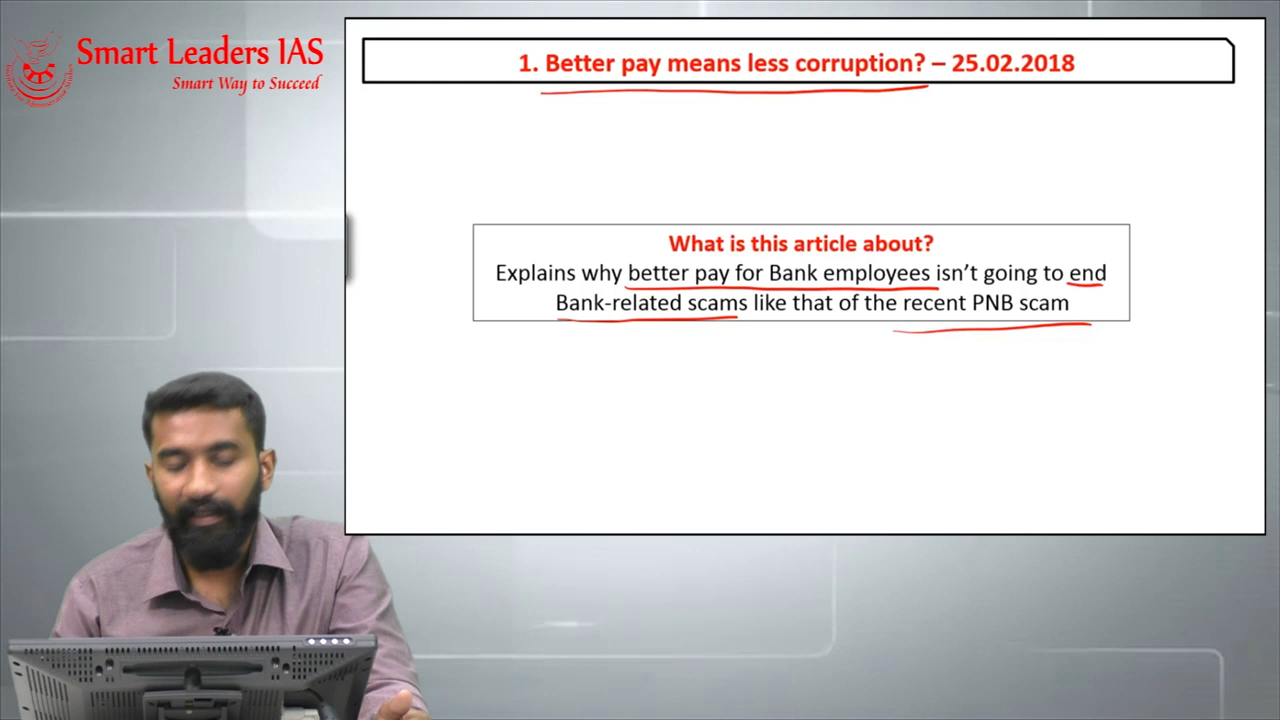 Smart Leaders IAS
Smart Way to Succeed
1. Better pay means less corruption? – 25.02.2018
What is this article about?
Explains why better pay for Bank employees isn't going to end
Bank-related scams like that of the recent PNB scam